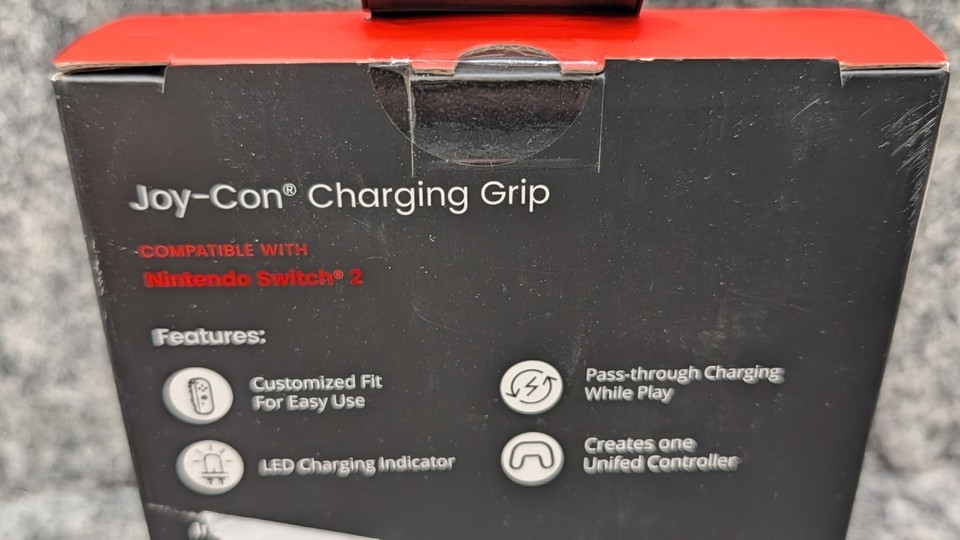 Joy-Con® Charging Grip
COMPATIBLE WITH
Nintendo Switch® 2
Features:
Customized Fit
For Easy Use
Pass-through Charging
While Play
LED Charging Indicator
Creates one
Unifed Controller